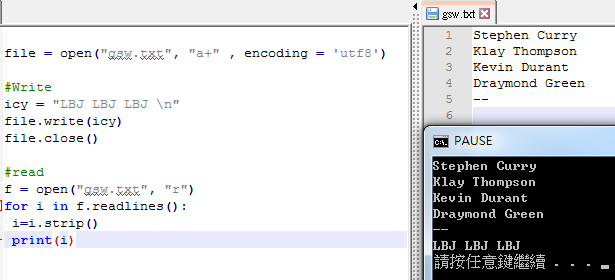 file = open("gsw.txt", "a+" , encoding = 'utf8')
#Write
icy = "LBJ LBJ LBJ \n"
file.write(icy)
file.close()
#read
f = open("gsw.txt", "r")
for i in f.readlines():
i=i.strip()
print(i)
gsw.txt
1 Stephen Curry
2 Klay Thompson
3 Kevin Durant
4 Draymond Green
5 --
6
C:\. PAUSE
Stephen Curry
Klay Thompson
Kevin Durant
Draymond Green
--
LBJ LBJ LBJ
請按任意鍵繼續 . . .